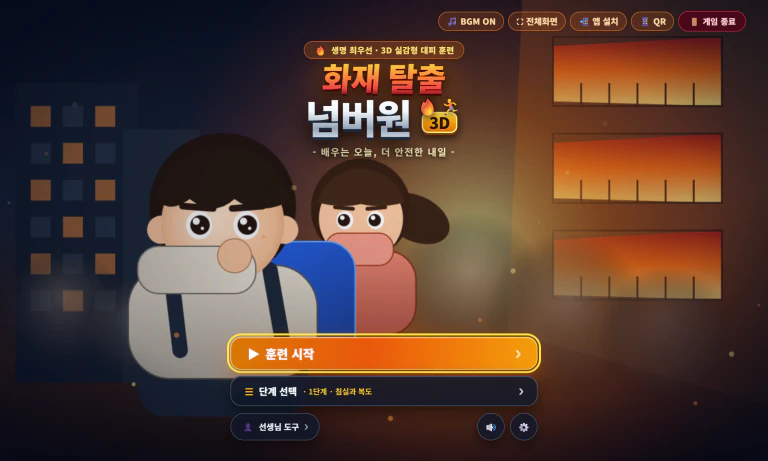 BGM ON
전체화면
앱 설치
QR
게임 종료
생명 최우선 · 3D 실감형 대피 훈련
화재 탈출
넘버원
3D
- 배우는 오늘, 더 안전한 내일 -
▶ 훈련 시작
단계 선택 · 1단계 · 침실과 복도
선생님 도구